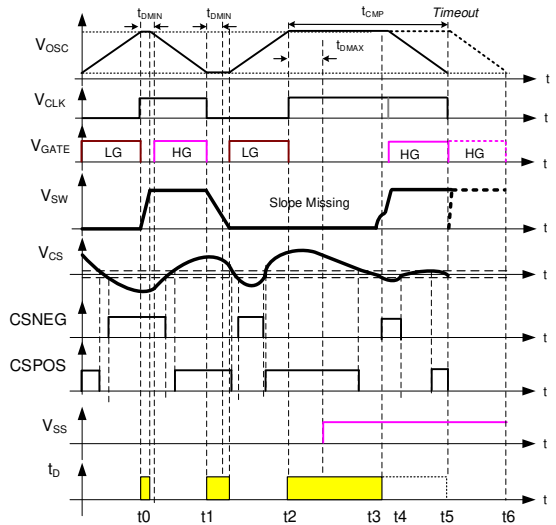 tDMIN tDMIN tCMP Timeout
VOSC
tDMAX
t
VCLK
t
VGATE LG HG LG HG HG
t
VSW
Slope Missing
t
VCS
t
CSNEG
t
CSPOS
t
VSS
t
tD
t
t0 t1 t2 t3 t4 t5 t6